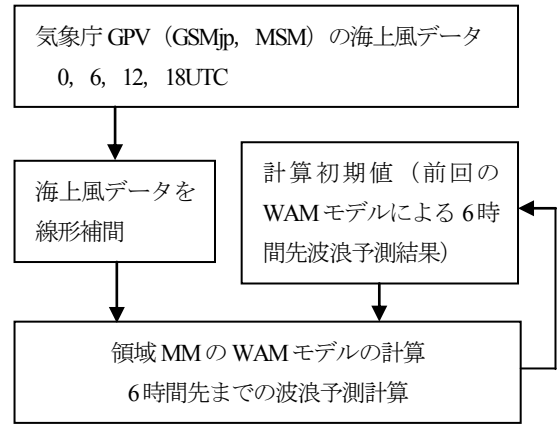 気象庁 GPV（GSMjp, MSM）の海上風データ
0, 6, 12, 18UTC
海上風データを
線形補間
計算初期値（前回の
WAMモデルによる 6時
間先波浪予測結果）
領域 MM の WAM モデルの計算
6時間先までの波浪予測計算